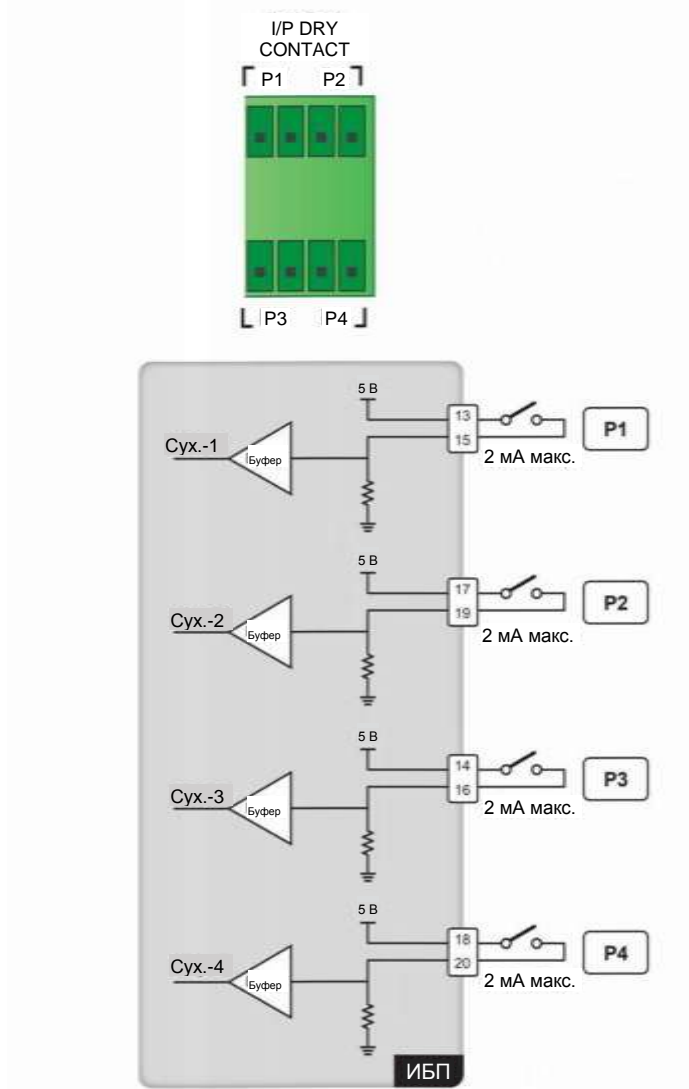 I/P DRY
CONTACT
P1 P2
P3 P4
5 В
13
Сух.-1
Буфер
15
P1
2 мА макс.
5 В
17
Сух.-2
Буфер
19
P2
2 мА макс.
5 В
14
Сух.-3
Буфер
16
P3
2 мА макс.
5 В
18
Сух.-4
Буфер
20
P4
2 мА макс.
ИБП